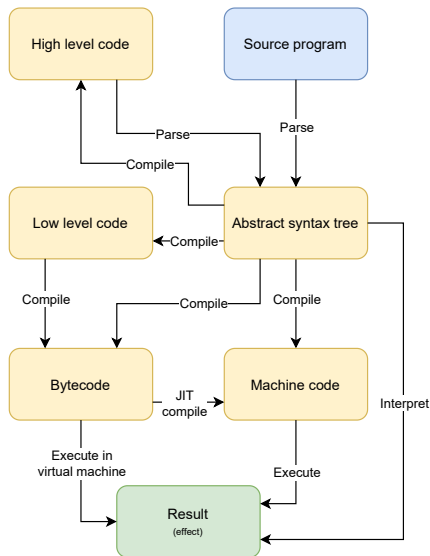 High level code
Source program
Parse
Parse
Compile
Low level code
Abstract syntax tree
Compile
Compile
Compile
Compile
Bytecode
JIT
compile
Machine code
Interpret
Execute in
virtual machine
Execute
Result
(effect)